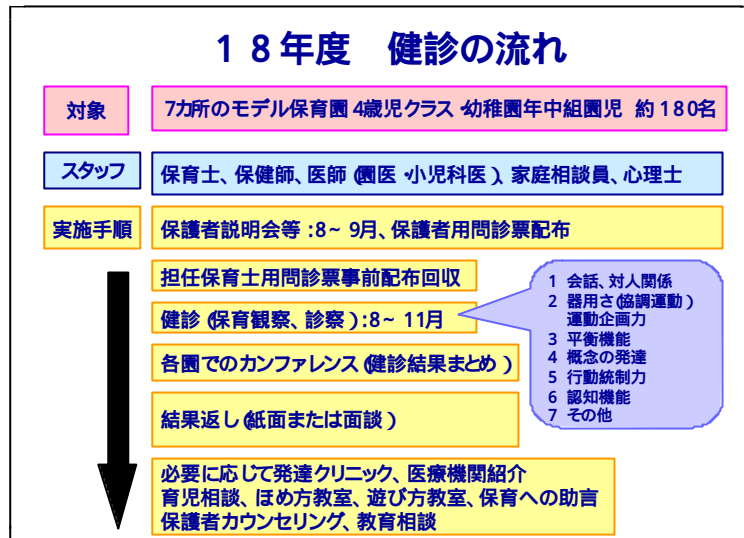 18年度　健診の流れ
対象
7カ所のモデル保育園4歳児クラス・幼稚園年中組園児 約180名
スタッフ
保育士、保健師、医師(園医・小児科医)、家庭相談員、心理士
実施手順
保護者説明会等：8～9月、保護者用問診票配布
担任保育士用問診票事前配布回収
健診(保育観察、診察)：8～11月
1 会話、対人関係
2 器用さ(協調運動)
運動企画力
3 平衡機能
4 概念の発達
5 行動統制力
6 認知機能
7 その他
各園でのカンファレンス(健診結果まとめ)
結果返し(紙面または面談)
必要に応じて発達クリニック、医療機関紹介
育児相談、ほめ方教室、遊び方教室、保育への助言
保護者カウンセリング、教育相談